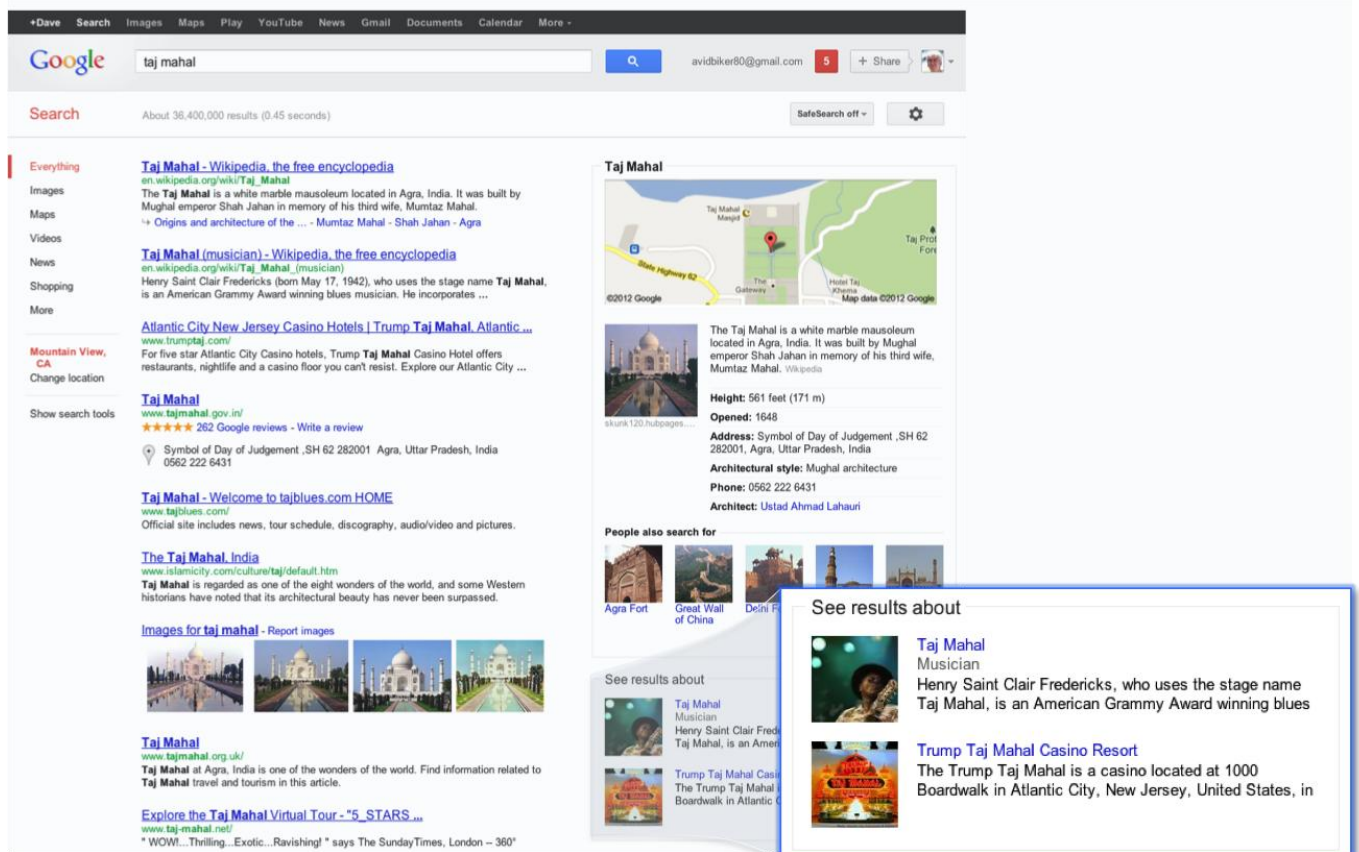 +Dave Search Images Maps Play YouTube News Gmail Documents Calendar More
Google
taj mahal
avidbiker80@gmail.com
5
+ Share
Search
About 36,400,000 results (0.45 seconds)
SafeSearch off
Everything
Images
Maps
Videos
News
Shopping
More
Mountain View,
CA
Change location
Show search tools
Taj Mahal - Wikipedia, the free encyclopedia
en.wikipedia.org/wiki/Taj_Mahal
The Taj Mahal is a white marble mausoleum located in Agra, India. It was built by
Mughal emperor Shah Jahan in memory of his third wife, Mumtaz Mahal.
Origins and architecture of the ... - Mumtaz Mahal - Shah Jahan - Agra
Taj Mahal (musician) - Wikipedia, the free encyclopedia
en.wikipedia.org/wiki/Taj_Mahal_(musician)
Henry Saint Clair Fredericks (born May 17, 1942), who uses the stage name Taj Mahal,
is an American Grammy Award winning blues musician. He incorporates ...
Atlantic City New Jersey Casino Hotels | Trump Taj Mahal, Atlantic ...
www.trumptaj.com/
For five star Atlantic City Casino hotels, Trump Taj Mahal Casino Hotel offers
restaurants, nightlife and a casino floor you can't resist. Explore our Atlantic City ...
Taj Mahal
www.tajmahal.gov.in/
262 Google reviews - Write a review
Symbol of Day of Judgement ,SH 62 282001 Agra, Uttar Pradesh, India
0562 222 6431
Taj Mahal - Welcome to tajblues.com HOME
www.tajblues.com/
Official site includes news, tour schedule, discography, audio/video and pictures.
The Taj Mahal, India
www.islamicity.com/culture/taj/default.htm
Taj Mahal is regarded as one of the eight wonders of the world, and some Western
historians have noted that its architectural beauty has never been surpassed.
Images for taj mahal - Report images
Taj Mahal
www.tajmahal.org.uk/
Taj Mahal at Agra, India is one of the wonders of the world. Find information related to
Taj Mahal travel and tourism in this article.
Explore the Taj Mahal Virtual Tour - "5_STARS ...
www.taj-mahal.net/
" WOW!...Thrilling...Exotic...Ravishing! " says The SundayTimes, London -- 360°
Taj Mahal
Taj Mahal
Masjid
Taj Prot
Fore
State Highway 62
The
Gateway
Hotel Taj
Khema
©2012 Google
Map data ©2012 Google
The Taj Mahal is a white marble mausoleum
located in Agra, India. It was built by Mughal
emperor Shah Jahan in memory of his third wife,
Mumtaz Mahal. Wikipedia
skunk120.hubpages....
Height: 561 feet (171 m)
Opened: 1648
Address: Symbol of Day of Judgement ,SH 62
282001, Agra, Uttar Pradesh, India
Architectural style: Mughal architecture
Phone: 0562 222 6431
Architect: Ustad Ahmad Lahauri
People also search for
Agra Fort
Great Wall
of China
Delhi F
See results about
Taj Mahal
Musician
Henry Saint Clair Frede
Taj Mahal, is an Ameri
Trump Taj Mahal Casi
The Trump Taj Mahal i
Boardwalk in Atlantic C
See results about
Taj Mahal
Musician
Henry Saint Clair Fredericks, who uses the stage name
Taj Mahal, is an American Grammy Award winning blues
Trump Taj Mahal Casino Resort
The Trump Taj Mahal is a casino located at 1000
Boardwalk in Atlantic City, New Jersey, United States, in